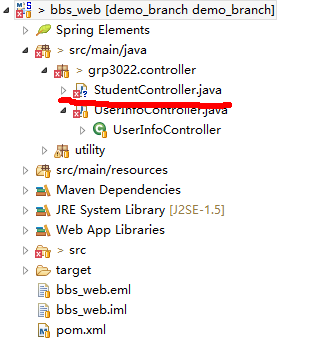 > bbs_web [demo_branch demo_branch]
Spring Elements
> src/main/java
> grp3022.controller
StudentController.java
UserInfoController.java
UserInfoController
utility
src/main/resources
Maven Dependencies
JRE System Library [J2SE-1.5]
Web App Libraries
> src
target
bbs_web.eml
bbs_web.iml
pom.xml